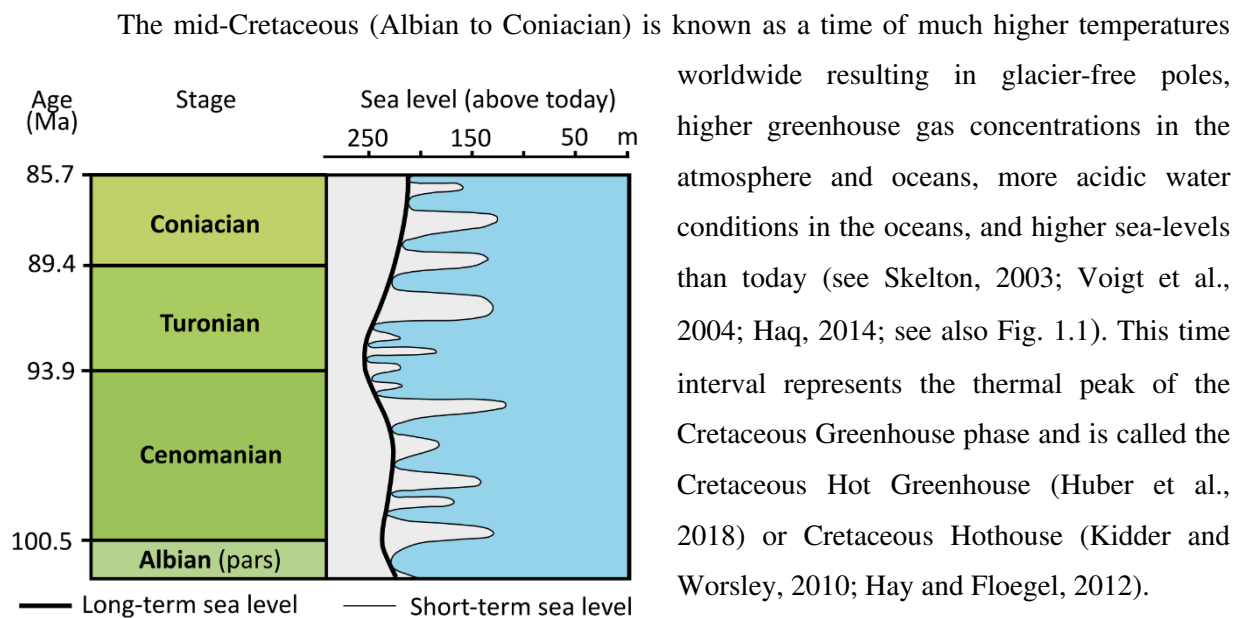 The mid-Cretaceous (Albian to Coniacian) is known as a time of much higher temperatures
worldwide resulting in glacier-free poles,
higher greenhouse gas concentrations in the
atmosphere and oceans, more acidic water
conditions in the oceans, and higher sea-levels
than today (see Skelton, 2003; Voigt et al.,
2004; Haq, 2014; see also Fig. 1.1). This time
interval represents the thermal peak of the
Cretaceous Greenhouse phase and is called the
Cretaceous Hot Greenhouse (Huber et al.,
2018) or Cretaceous Hothouse (Kidder and
Worsley, 2010; Hay and Floegel, 2012).
Age
(Ma)
Stage
Sea level (above today)
250 150 50 m
85.7
Coniacian
89.4
Turonian
93.9
Cenomanian
100.5
Albian (pars)
Long-term sea level
Short-term sea level